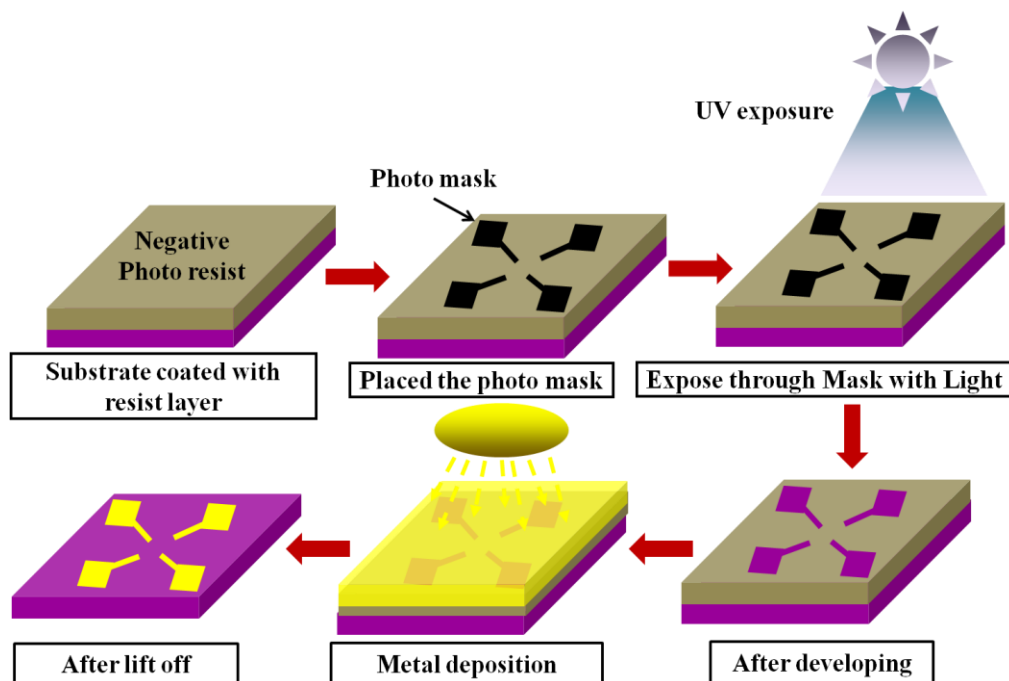 UV exposure
Photo mask
Negative
Photo resist
Substrate coated with
resist layer
Placed the photo mask
Expose through Mask with Light
After lift off
Metal deposition
After developing